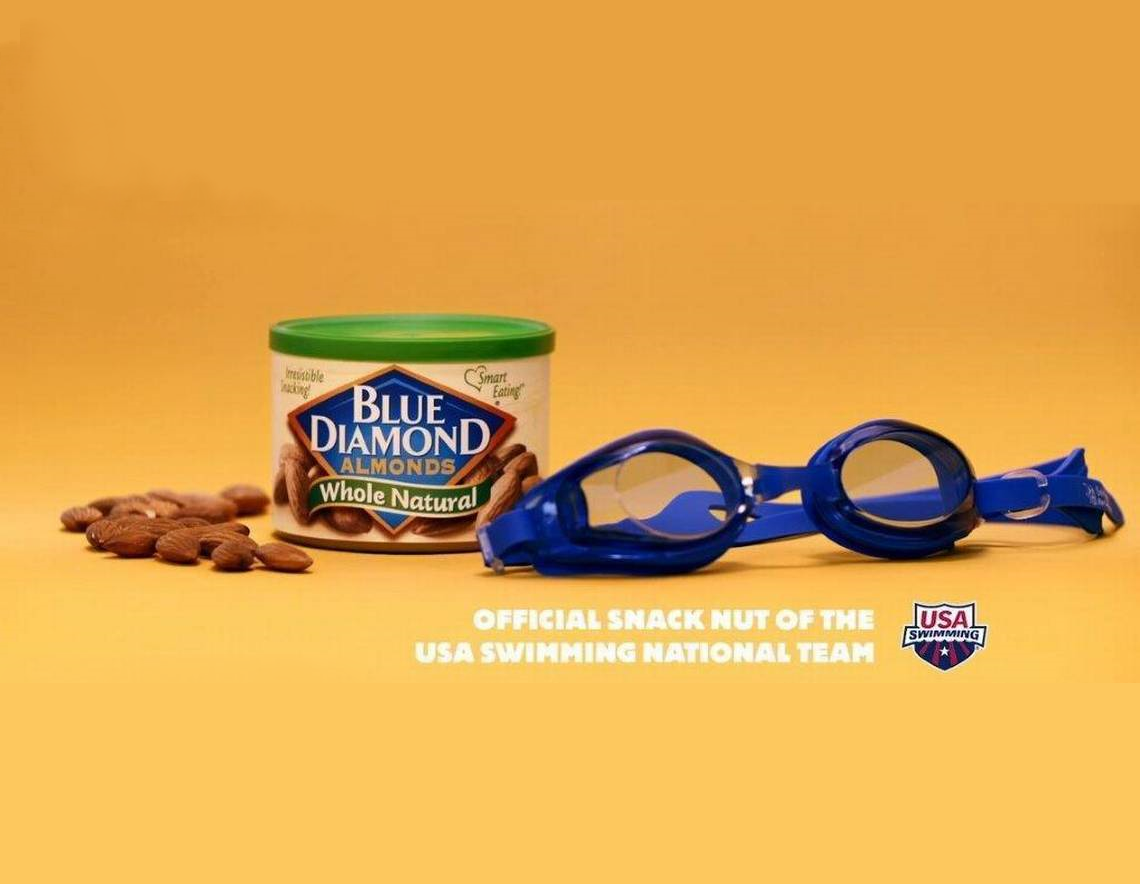 Irresistible
Snacking!
Smart
Eating!
BLUE
DIAMOND
ALMONDS
Whole Natural
OFFICIAL SNACK NUT OF THE
USA SWIMMING NATIONAL TEAM
USA
SWIMMING